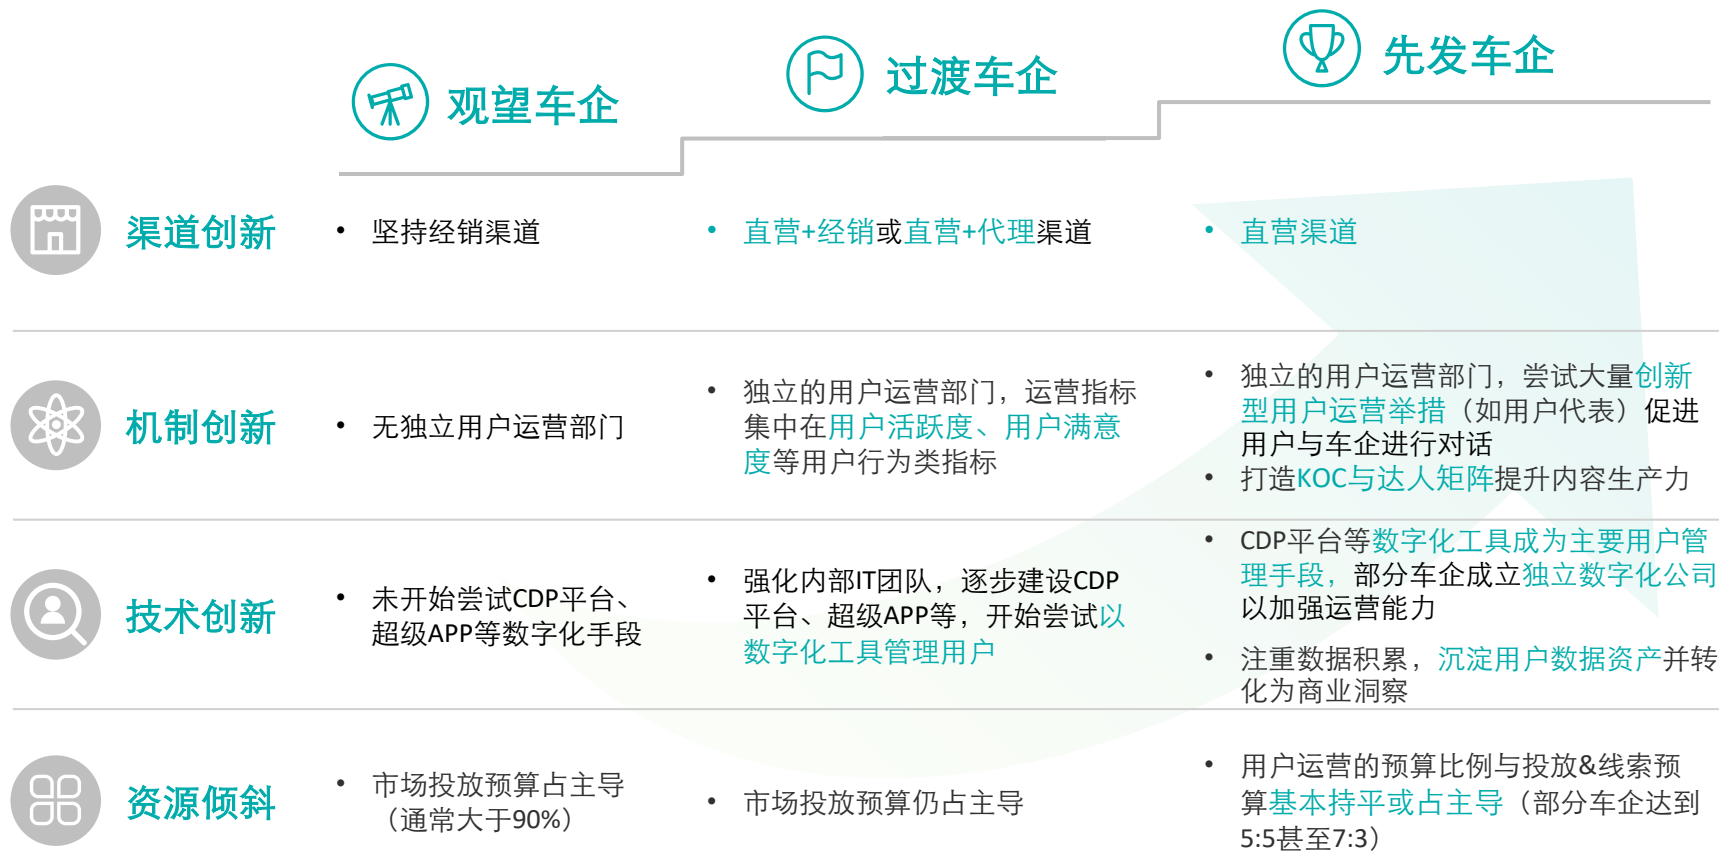 观望车企
过渡车企
先发车企
渠道创新
• 坚持经销渠道
• 直营+经销或直营+代理渠道
• 直营渠道
机制创新
• 无独立用户运营部门
• 独立的用户运营部门，运营指标
集中在用户活跃度、用户满意
度等用户行为类指标
• 独立的用户运营部门，尝试大量创新
型用户运营举措（如用户代表）促进
用户与车企进行对话
• 打造KOC与达人矩阵提升内容生产力
技术创新
• 未开始尝试CDP平台、
超级APP等数字化手段
• 强化内部IT团队，逐步建设CDP
平台、超级APP等，开始尝试以
数字化工具管理用户
• CDP平台等数字化工具成为主要用户管
理手段，部分车企成立独立数字化公司
以加强运营能力
• 注重数据积累，沉淀用户数据资产并转
化为商业洞察
资源倾斜
• 市场投放预算占主导
（通常大于90%）
• 市场投放预算仍占主导
• 用户运营的预算比例与投放&线索预
算基本持平或占主导（部分车企达到
5:5甚至7:3）